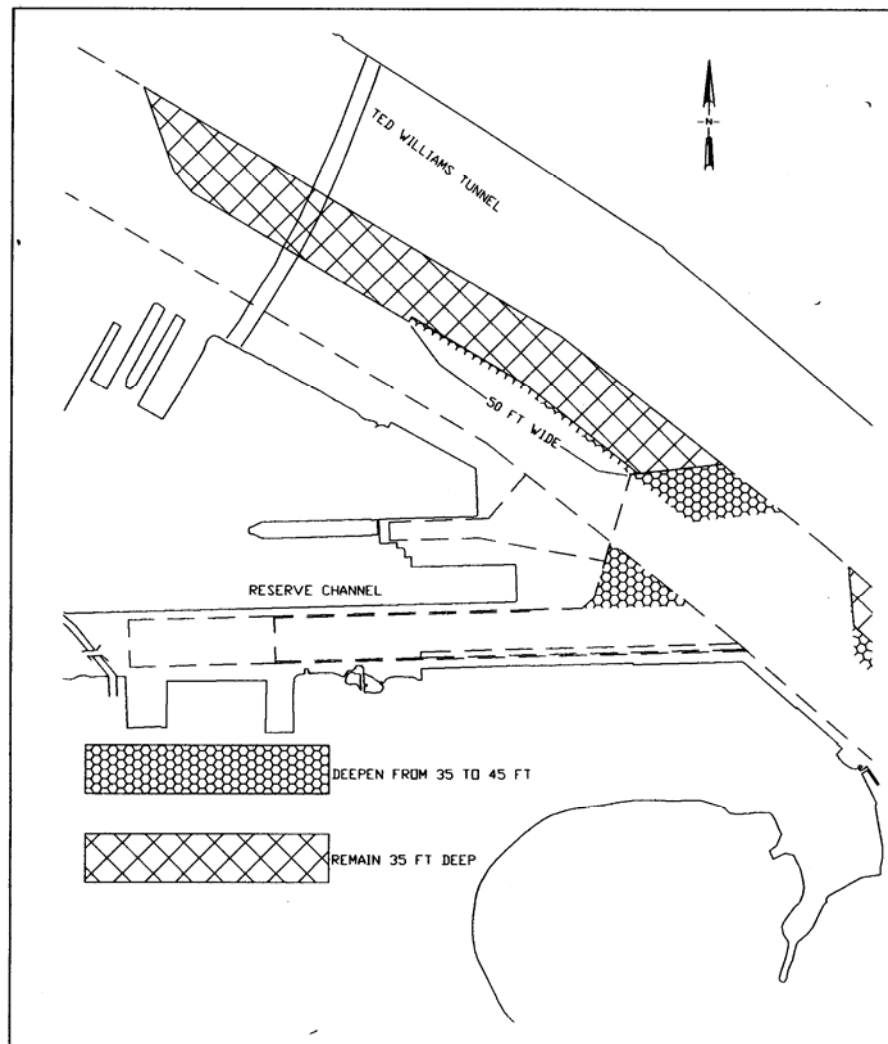 N
TED WILLIAMS TUNNEL
50 FT WIDE
RESERVE CHANNEL
DEEPEN FROM 35 TO 45 FT
REMAIN 35 FT DEEP